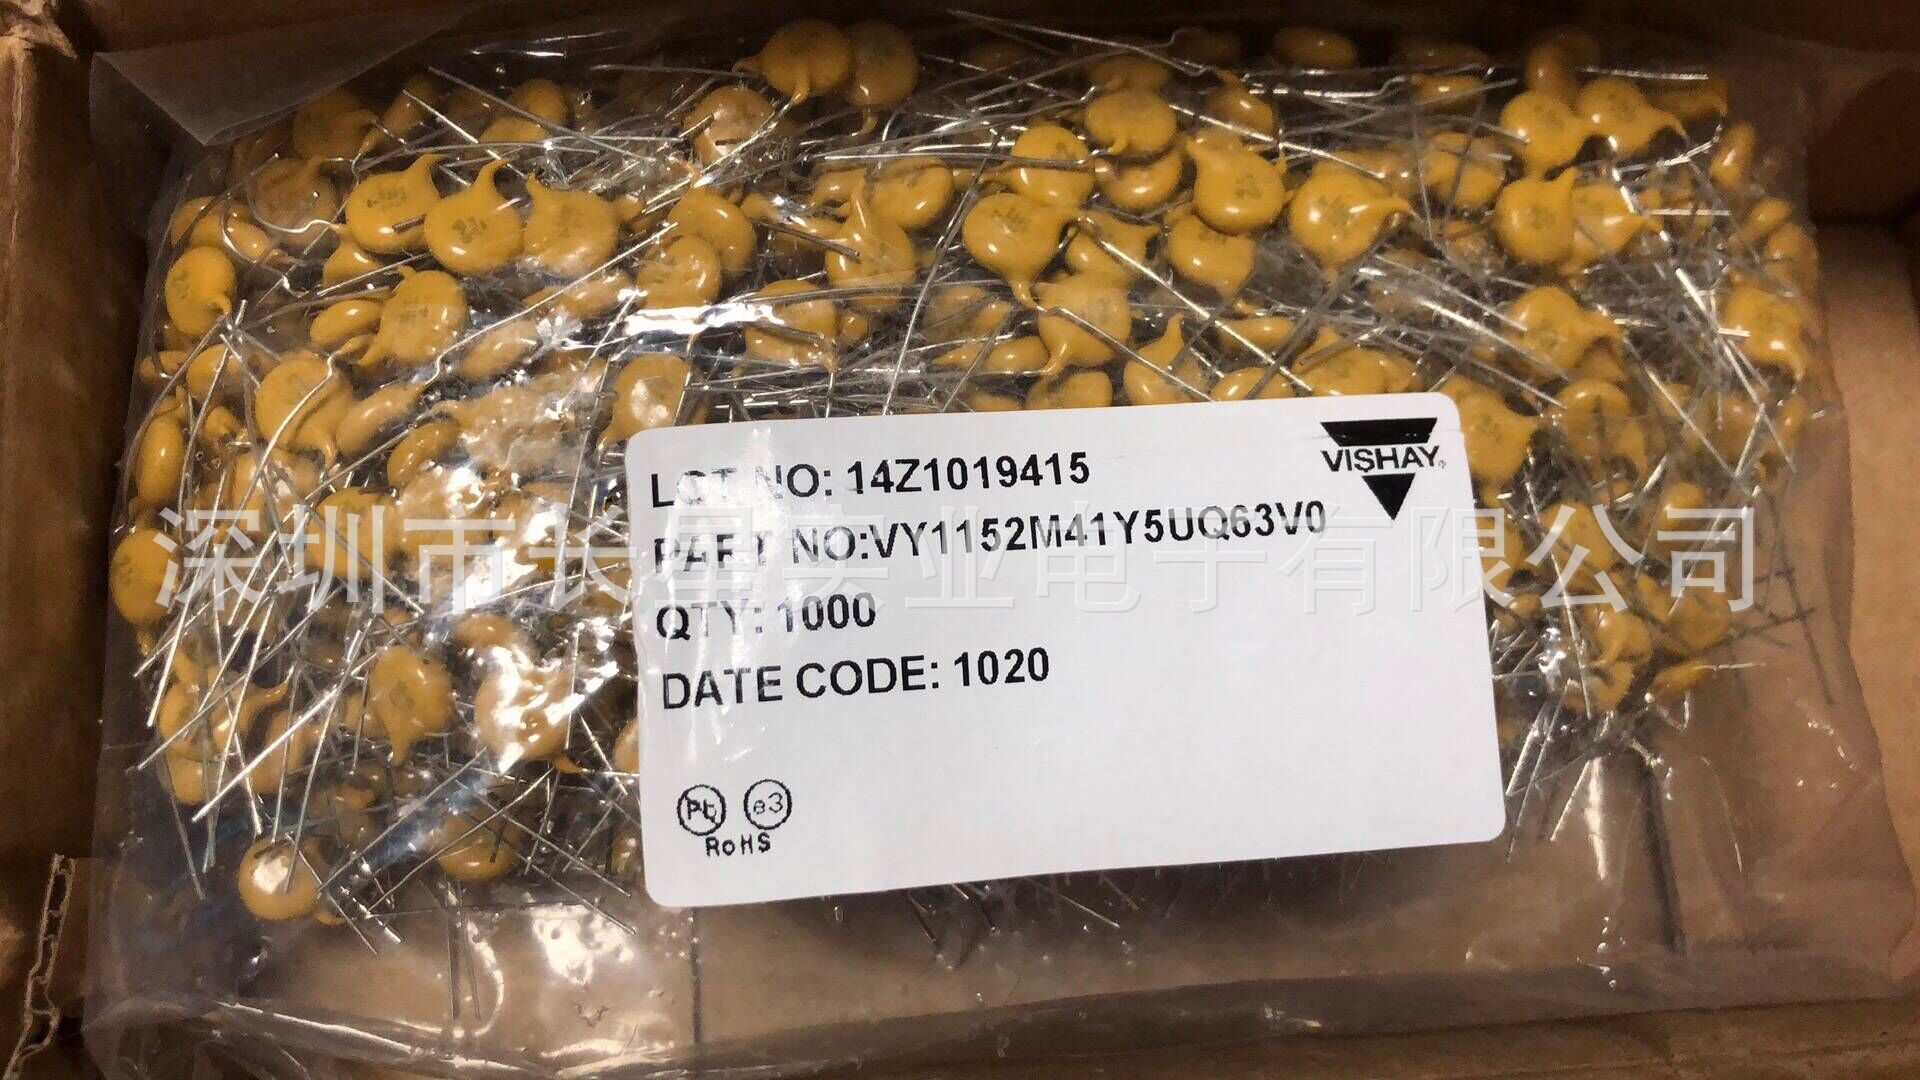 LOT NO: 14Z1019415
VISHAY
PART NO:VY1152M41Y5UQ63V0
深圳市长星实业电子有限公司
QTY: 1000
DATE CODE: 1020
Pb e3
RoHS